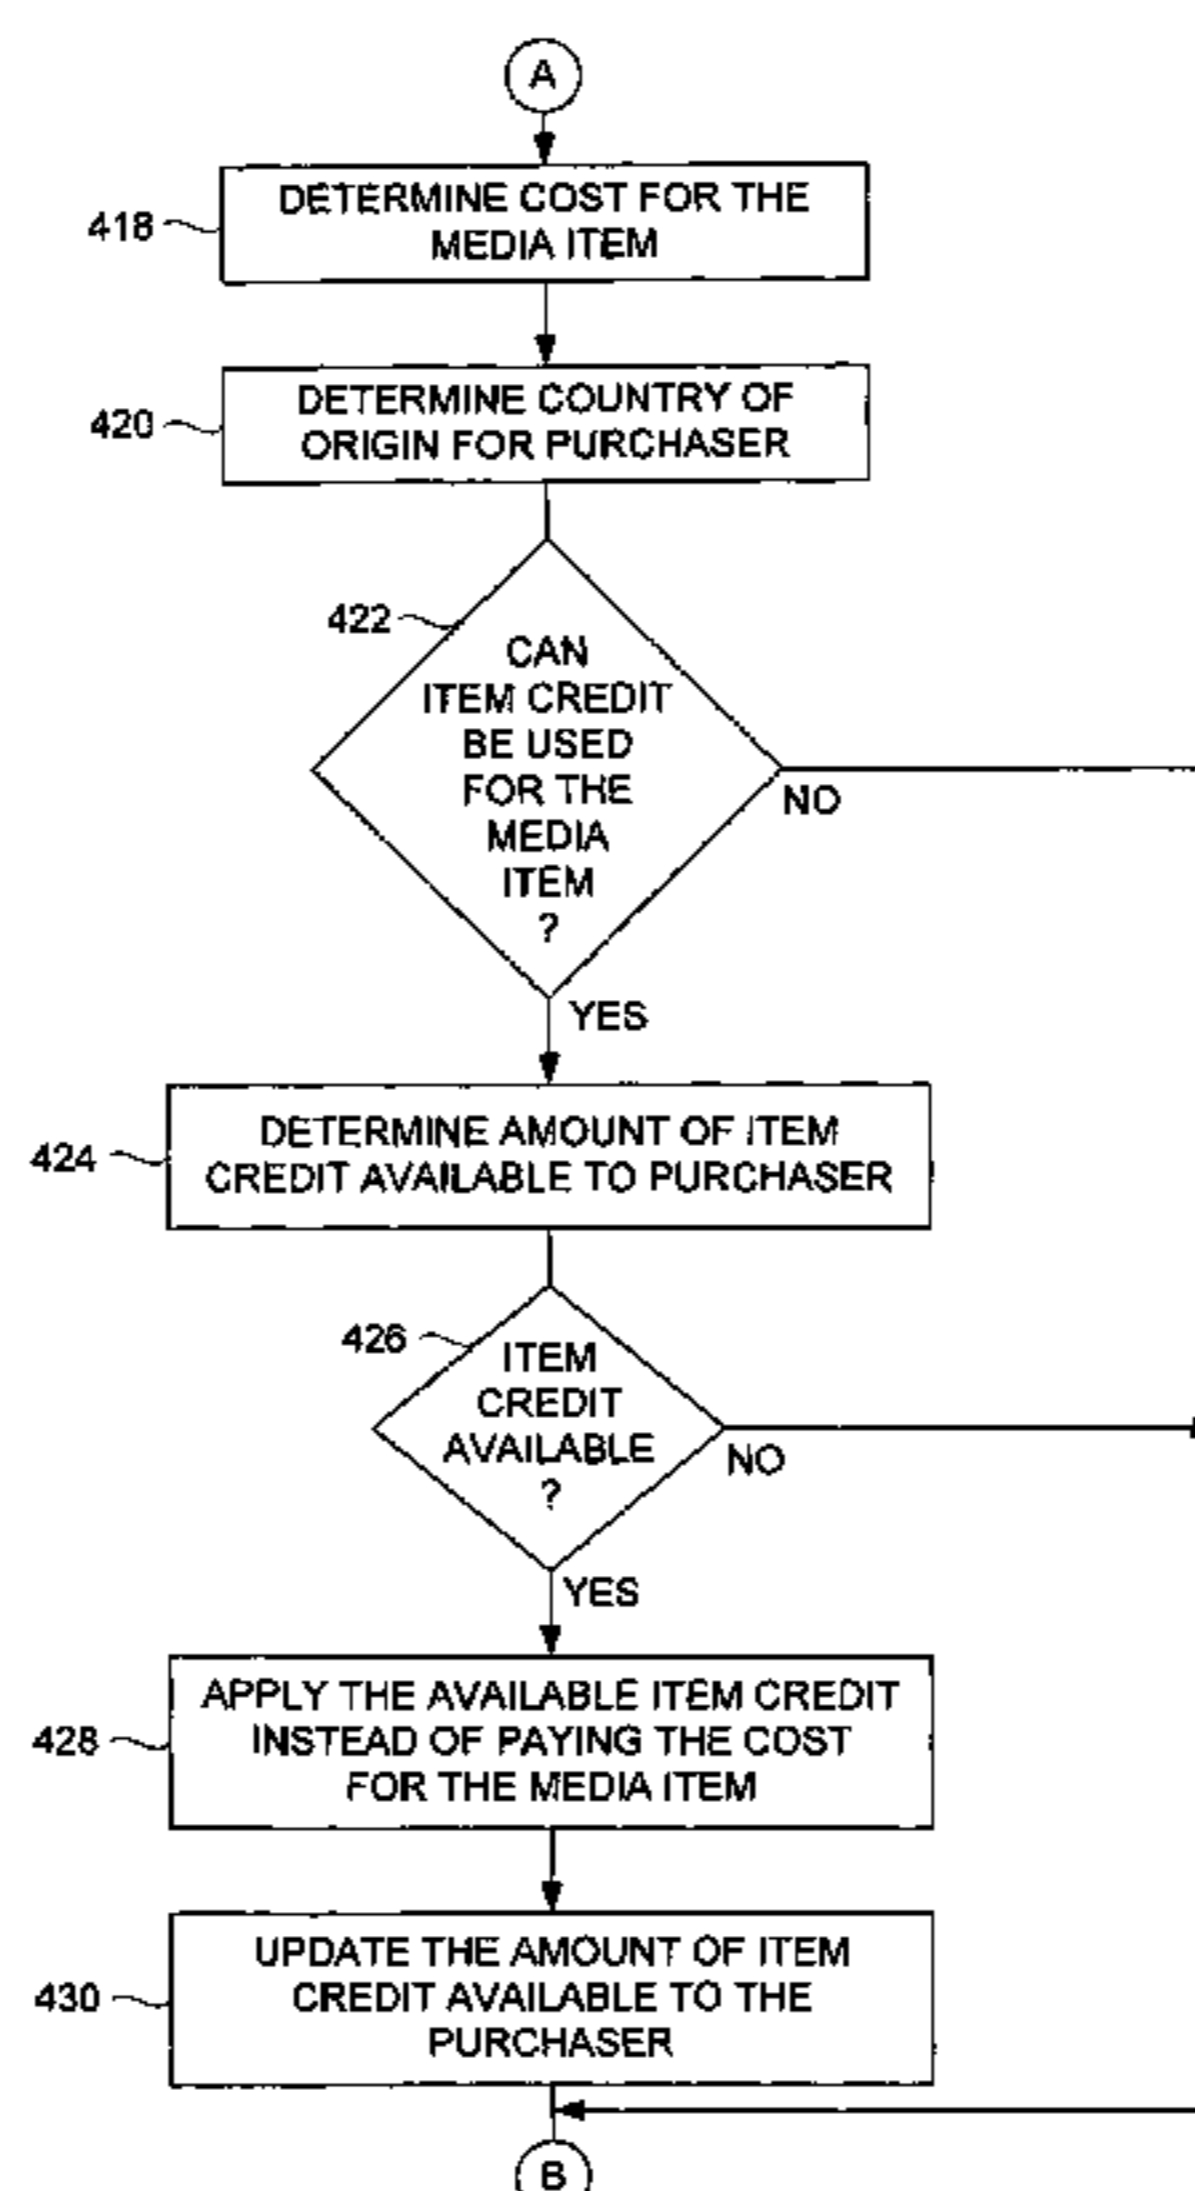 A
DETERMINE COST FOR THE
MEDIA ITEM
418
DETERMINE COUNTRY OF
ORIGIN FOR PURCHASER
420
422
CAN
ITEM CREDIT
BE USED
FOR THE
MEDIA
ITEM
?
NO
YES
DETERMINE AMOUNT OF ITEM
CREDIT AVAILABLE TO PURCHASER
424
426
ITEM
CREDIT
AVAILABLE
?
NO
YES
APPLY THE AVAILABLE ITEM CREDIT
INSTEAD OF PAYING THE COST
FOR THE MEDIA ITEM
428
UPDATE THE AMOUNT OF ITEM
CREDIT AVAILABLE TO THE
PURCHASER
430
B